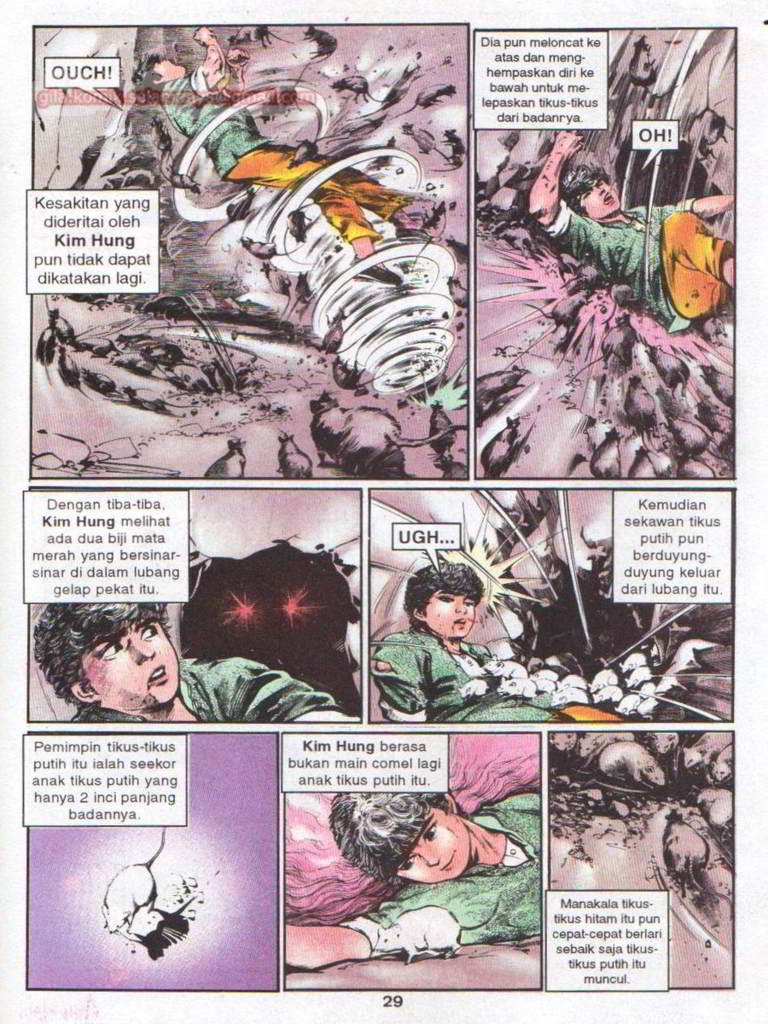 OUCH!
Kesakitan yang
dideritai oleh
Kim Hung
pun tidak dapat
dikatakan lagi.
Dia pun meloncat ke
atas dan meng-
hempaskan diri ke
bawah untuk me-
lepaskan tikus-tikus
dari badannya.
OH!
Dengan tiba-tiba,
Kim Hung melihat
ada dua biji mata
merah yang bersinar-
sinar di dalam lubang
gelap pekat itu.
UGH...
Kemudian
sekawan tikus
putih pun
berduyung-
duyung keluar
dari lubang itu.
Pemimpin tikus-tikus
putih itu ialah seekor
anak tikus putih yang
hanya 2 inci panjang
badannya.
Kim Hung berasa
bukan main comel lagi
anak tikus putih itu.
Manakala tikus-
tikus hitam itu pun
cepat-cepat berlari
sebaik saja tikus-
tikus putih itu
muncul.
29